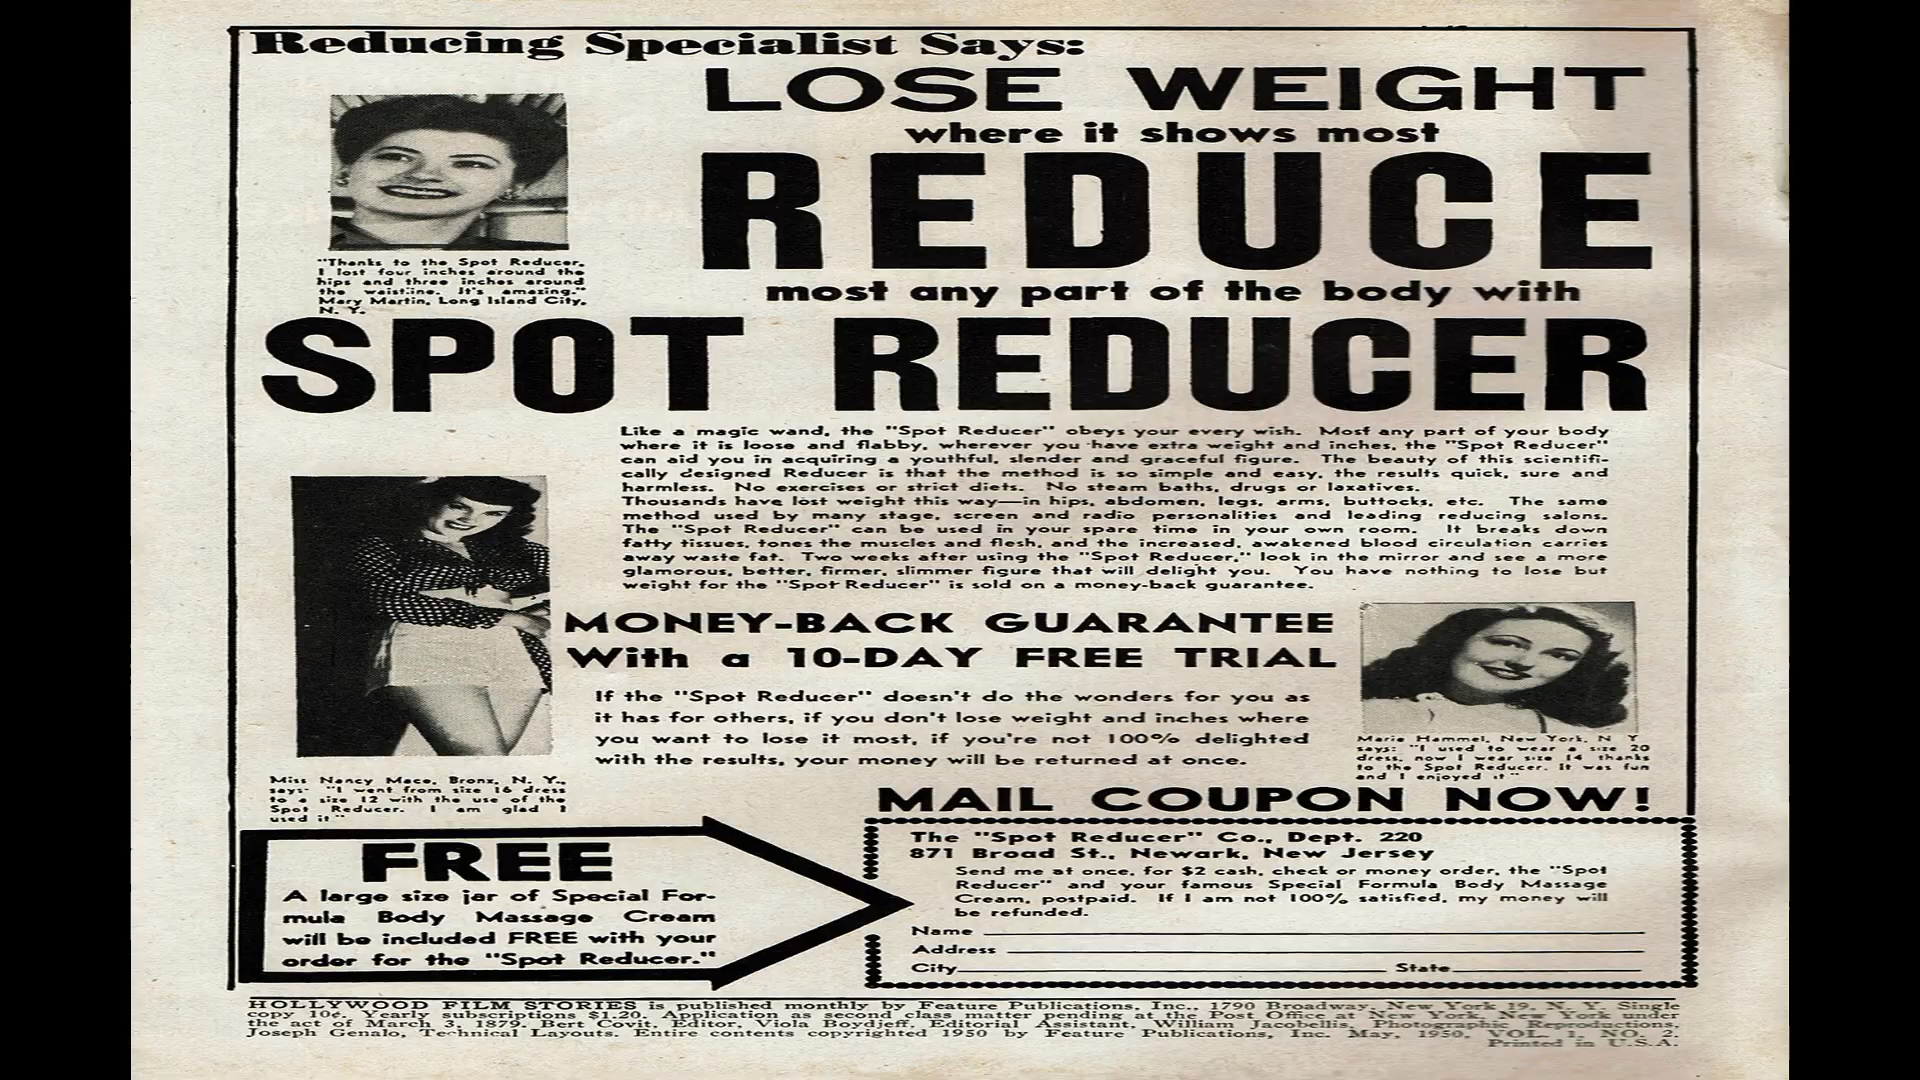 Reducing Specialist Says:
LOSE WEIGHT
where it shows most
REDUCE
most any part of the body with
SPOT REDUCER
"Thanks to the Spot Reducer,
I lost four inches around the
hips and three inches around
the waistline. It's amazing."
Mary Martin, Long Island City,
N. Y.
Like a magic wand, the "Spot Reducer" obeys your every wish. Most any part of your body
where it is loose and flabby, wherever you have extra weight and inches, the "Spot Reducer"
can aid you in acquiring a youthful, slender and graceful figure. The beauty of this scientifi-
cally designed Reducer is that the method is so simple and easy, the results quick, sure and
harmless. No exercises or strict diets. No steam baths, drugs or laxatives.
Thousands have lost weight this way—in hips, abdomen, legs, arms, buttocks, etc. The same
method used by many stage, screen and radio personalities and leading reducing salons.
The "Spot Reducer" can be used in your spare time in your own room. It breaks down
fatty tissues, tones the muscles and flesh, and the increased, awakened blood circulation carries
away waste fat. Two weeks after using the "Spot Reducer," look in the mirror and see a more
glamorous, better, firmer, slimmer figure that will delight you. You have nothing to lose but
weight for the "Spot Reducer" is sold on a money-back guarantee.
MONEY-BACK GUARANTEE
With a 10-DAY FREE TRIAL
If the "Spot Reducer" doesn't do the wonders for you as
it has for others, if you don't lose weight and inches where
you want to lose it most, if you're not 100% delighted
with the results, your money will be returned at once.
Miss Nancy Mace, Bronx, N. Y.,
says: "I went from size 16 dress
to a size 12 with the use of the
Spot Reducer. I am glad I
used it"
Marie Hammel, New York, N. Y.
says: "I used to wear a size 20
dress, now I wear size 14 thanks
to the Spot Reducer. It was fun
and I enjoyed it"
MAIL COUPON NOW!
FREE
A large size jar of Special For-
mula Body Massage Cream
will be included FREE with your
order for the "Spot Reducer."
The "Spot Reducer" Co., Dept. 220
871 Broad St., Newark, New Jersey
Send me at once, for $2 cash, check or money order, the "Spot
Reducer" and your famous Special Formula Body Massage
Cream, postpaid. If I am not 100% satisfied, my money will
be refunded.
Name
Address
City State
HOLLYWOOD FILM STORIES is published monthly by Feature Publications, Inc., 1790 Broadway, New York 19, N. Y. Single
copy 10¢. Yearly subscriptions $1.20. Application as second class matter pending at the Post Office at New York, New York under
the act of March 3, 1879. Bert Covit, Editor, Viola Boydjeff, Editorial Assistant, William Jacobellis, Photographic Reproductions,
Joseph Genalo, Technical Layouts. Entire contents copyrighted 1950 by Feature Publications, Inc. May, 1950. VOL. 1, NO. 2.
Printed in U.S.A.